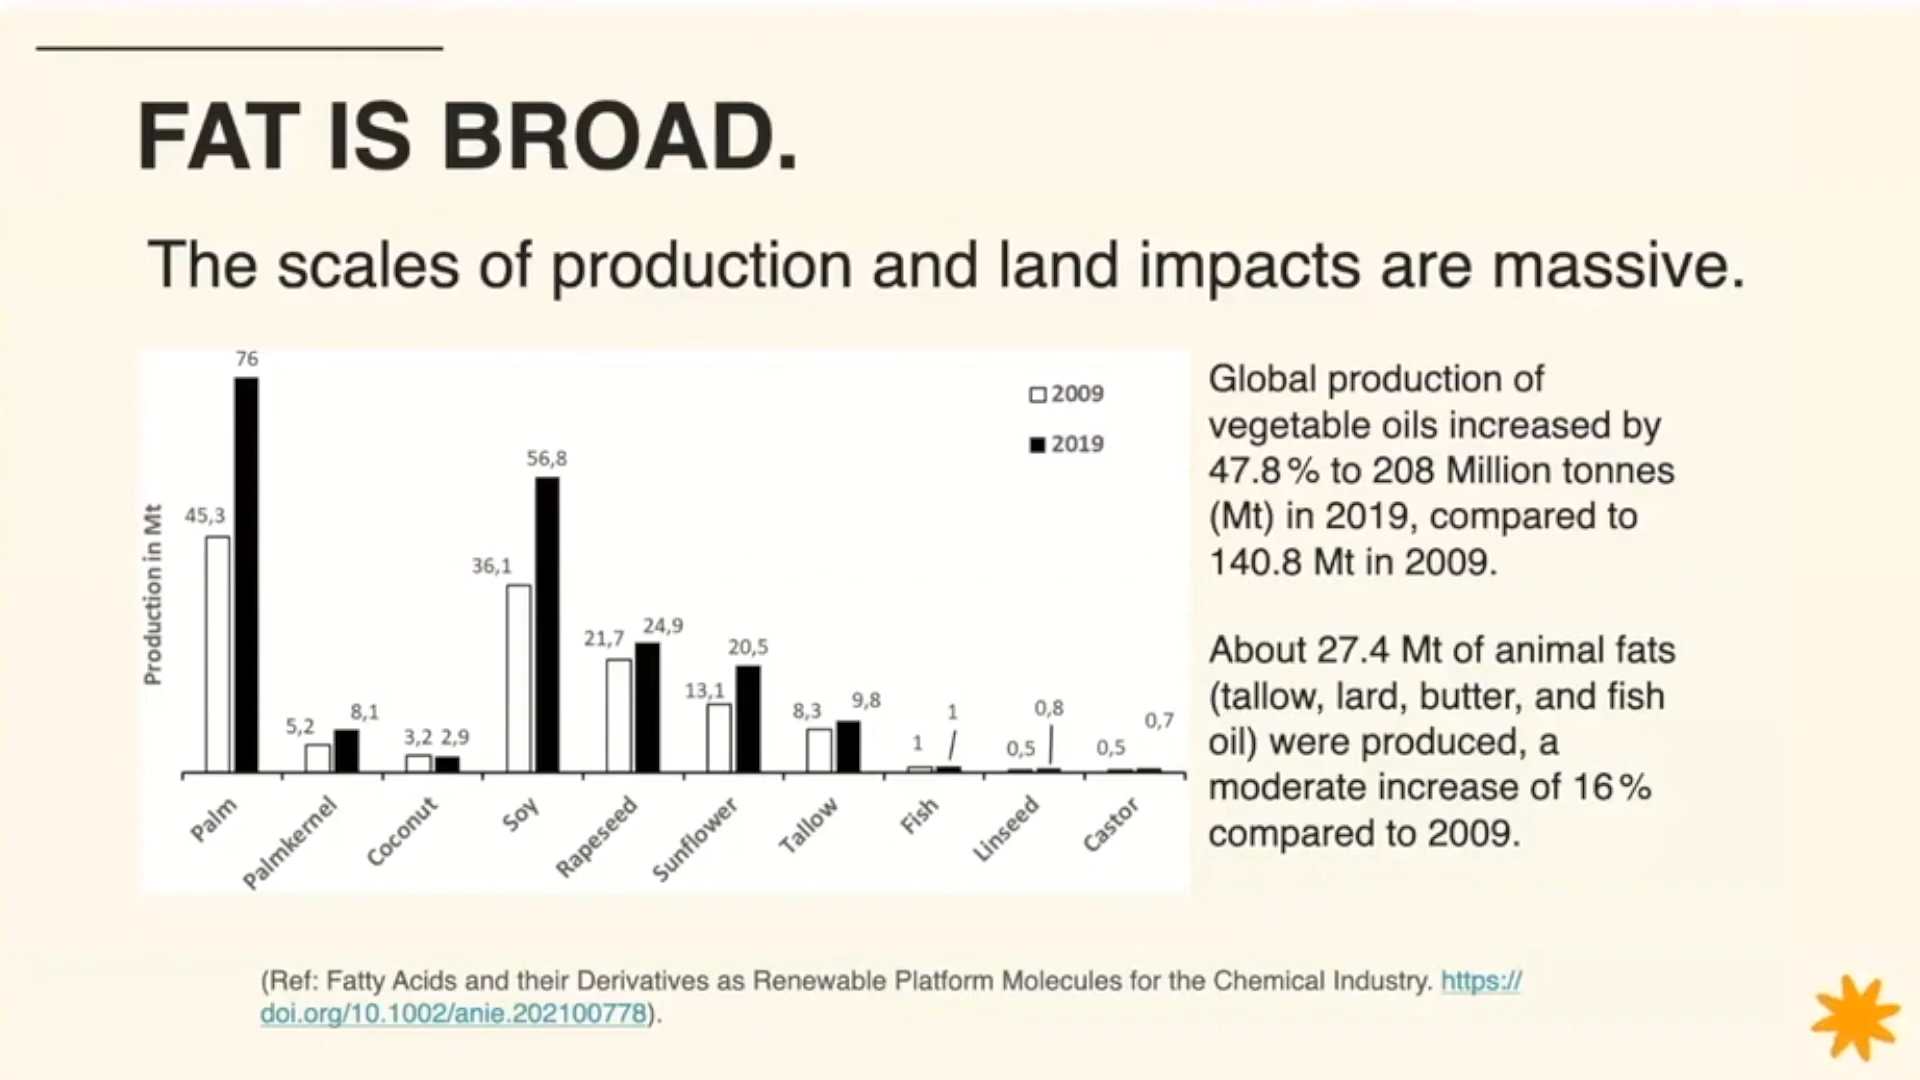 FAT IS BROAD.
The scales of production and land impacts are massive.
76
2009
2019
56,8
45,3
36,1
24,9
21,7
20,5
13,1
8,3
9,8
5,2
8,1
3,2
2,9
1
1
0,5
0,8
0,5
0,7
Production in Mt
Palm
Palmkernel
Coconut
Soy
Rapeseed
Sunflower
Tallow
Fish
Linseed
Castor
Global production of
vegetable oils increased by
47.8 % to 208 Million tonnes
(Mt) in 2019, compared to
140.8 Mt in 2009.
About 27.4 Mt of animal fats
(tallow, lard, butter, and fish
oil) were produced, a
moderate increase of 16 %
compared to 2009.
(Ref: Fatty Acids and their Derivatives as Renewable Platform Molecules for the Chemical Industry. https://
doi.org/10.1002/anie.202100778).